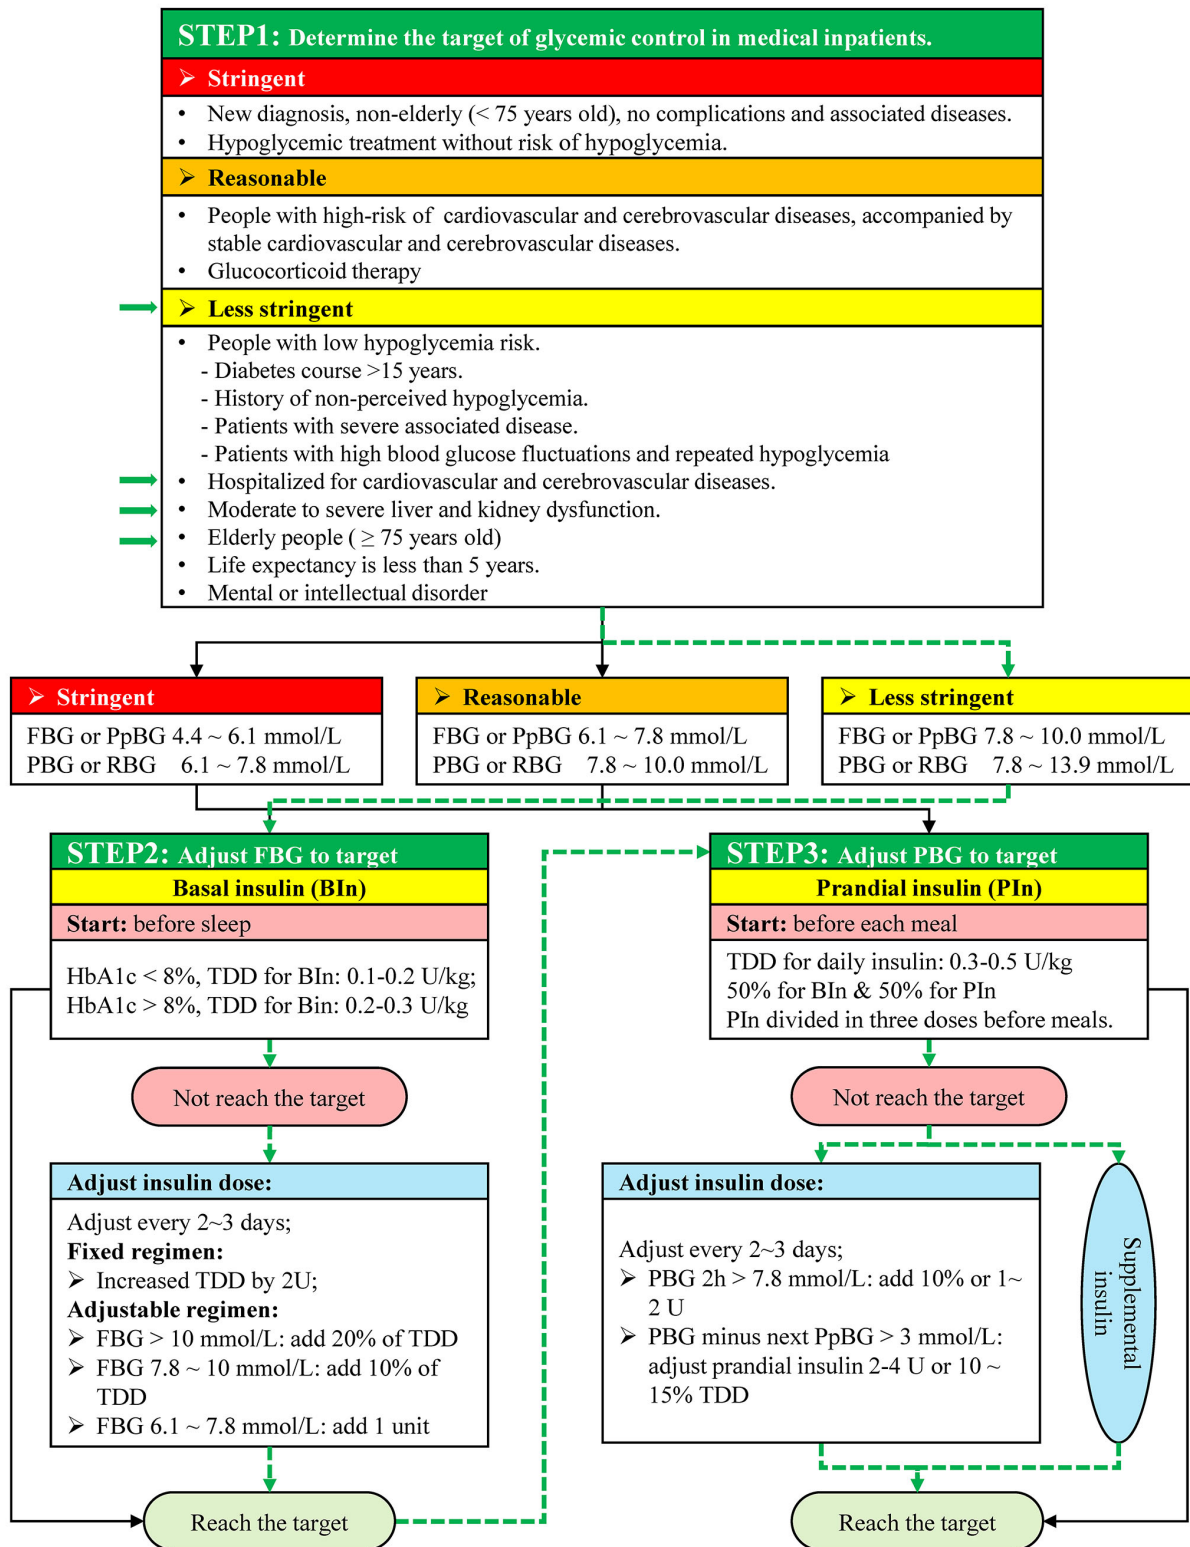 STEP1: Determine the target of glycemic control in medical inpatients.
➢ Stringent
• New diagnosis, non-elderly (< 75 years old), no complications and associated diseases.
• Hypoglycemic treatment without risk of hypoglycemia.
➢ Reasonable
• People with high-risk of cardiovascular and cerebrovascular diseases, accompanied by
stable cardiovascular and cerebrovascular diseases.
• Glucocorticoid therapy
➢ Less stringent
• People with low hypoglycemia risk.
- Diabetes course >15 years.
- History of non-perceived hypoglycemia.
- Patients with severe associated disease.
- Patients with high blood glucose fluctuations and repeated hypoglycemia
• Hospitalized for cardiovascular and cerebrovascular diseases.
• Moderate to severe liver and kidney dysfunction.
• Elderly people ( ≥ 75 years old)
• Life expectancy is less than 5 years.
• Mental or intellectual disorder
➢ Stringent
FBG or PpBG 4.4 ~ 6.1 mmol/L
PBG or RBG 6.1 ~ 7.8 mmol/L
➢ Reasonable
FBG or PpBG 6.1 ~ 7.8 mmol/L
PBG or RBG 7.8 ~ 10.0 mmol/L
➢ Less stringent
FBG or PpBG 7.8 ~ 10.0 mmol/L
PBG or RBG 7.8 ~ 13.9 mmol/L
STEP2: Adjust FBG to target
Basal insulin (BIn)
Start: before sleep
HbA1c < 8%, TDD for BIn: 0.1-0.2 U/kg;
HbA1c > 8%, TDD for Bin: 0.2-0.3 U/kg
Not reach the target
Adjust insulin dose:
Adjust every 2~3 days;
Fixed regimen:
➢ Increased TDD by 2U;
Adjustable regimen:
➢ FBG > 10 mmol/L: add 20% of TDD
➢ FBG 7.8 ~ 10 mmol/L: add 10% of
TDD
➢ FBG 6.1 ~ 7.8 mmol/L: add 1 unit
Reach the target
STEP3: Adjust PBG to target
Prandial insulin (PIn)
Start: before each meal
TDD for daily insulin: 0.3-0.5 U/kg
50% for BIn & 50% for PIn
PIn divided in three doses before meals.
Not reach the target
Adjust insulin dose:
Adjust every 2~3 days;
➢ PBG 2h > 7.8 mmol/L: add 10% or 1~
2 U
➢ PBG minus next PpBG > 3 mmol/L:
adjust prandial insulin 2-4 U or 10 ~
15% TDD
Supplemental
insulin
Reach the target